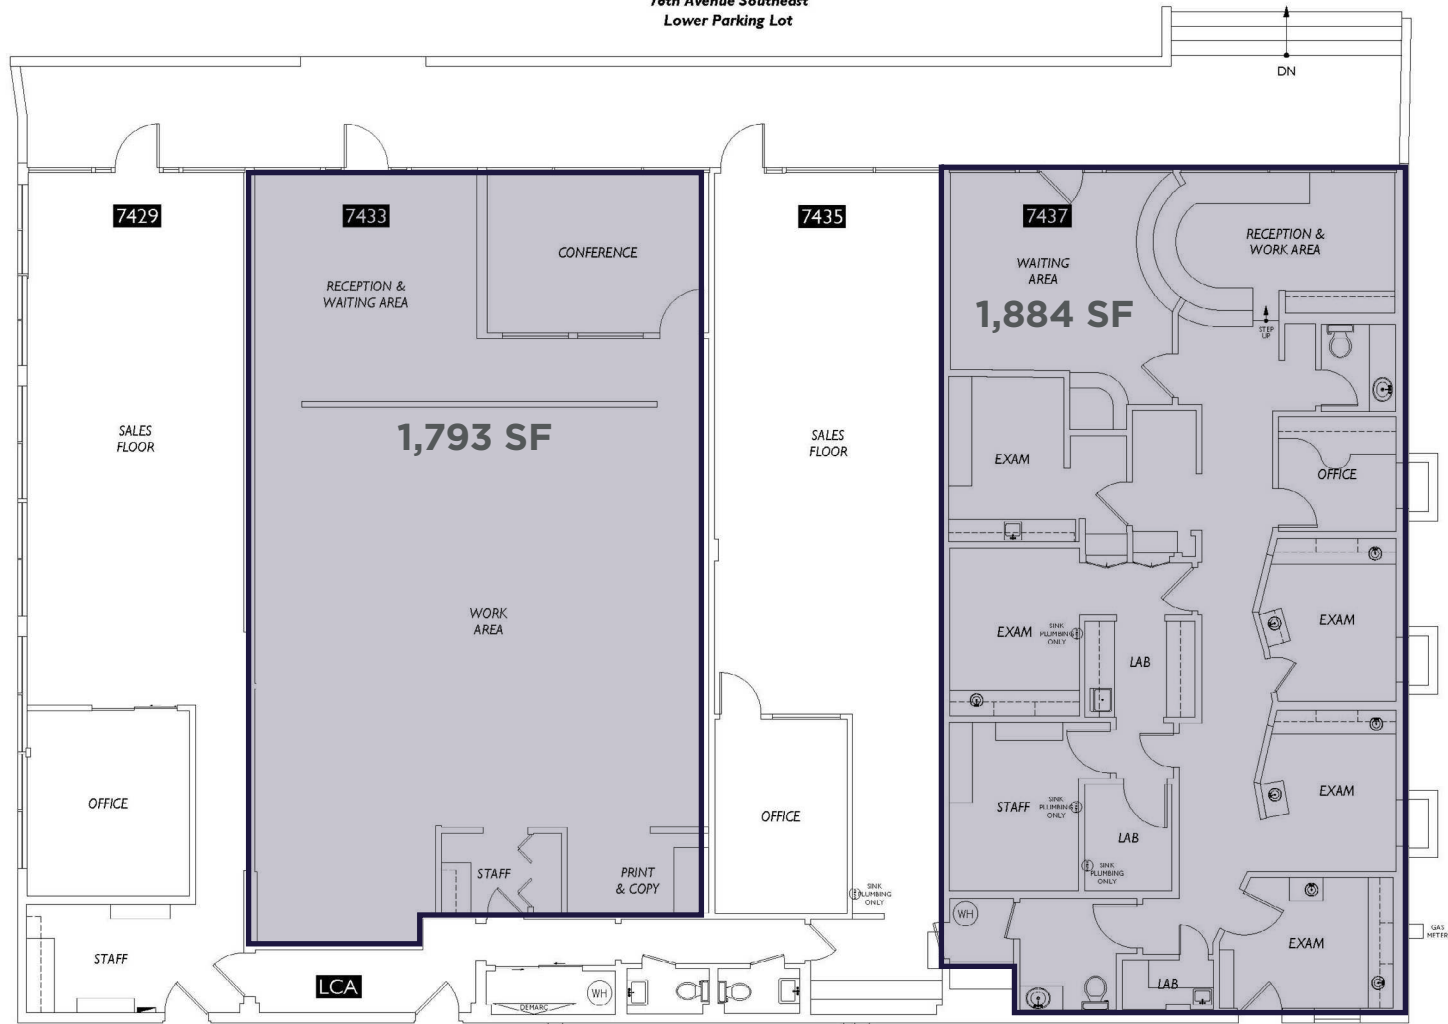 16th Avenue Southeast
Lower Parking Lot
DN
7429
7433
7435
7437
CONFERENCE
RECEPTION &
WORK AREA
RECEPTION &
WAITING AREA
WAITING
AREA
1,884 SF
STEP
UP
SALES
FLOOR
1,793 SF
SALES
FLOOR
EXAM
OFFICE
WORK
AREA
EXAM
SINK
PLUMBING
ONLY
LAB
EXAM
OFFICE
OFFICE
STAFF
SINK
PLUMBING
ONLY
LAB
EXAM
STAFF
PRINT
& COPY
SINK
PLUMBING
ONLY
SINK
PLUMBING
ONLY
WH
GAS
METER
STAFF
LCA
DEMARC
WH
LAB
EXAM